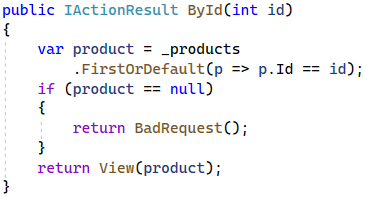 public IActionResult ById(int id)
{
    var product = _products
        .FirstOrDefault(p => p.Id == id);
    if (product == null)
    {
        return BadRequest();
    }
    return View(product);
}